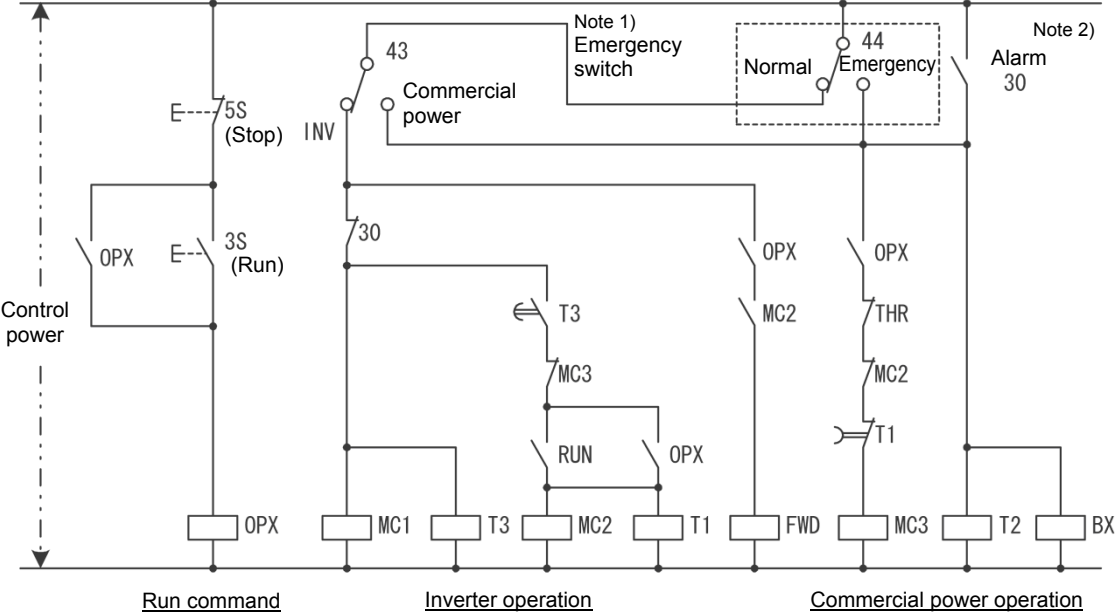 Note 1)
Emergency
switch
Note 2)
43
44
Normal
Emergency
Alarm
30
Commercial
power
INV
5S
(Stop)
OPX
3S
(Run)
30
OPX
OPX
Control
power
T3
MC2
THR
MC3
MC2
RUN
OPX
T1
OPX
MC1
T3
MC2
T1
FWD
MC3
T2
BX
Run command
Inverter operation
Commercial power operation